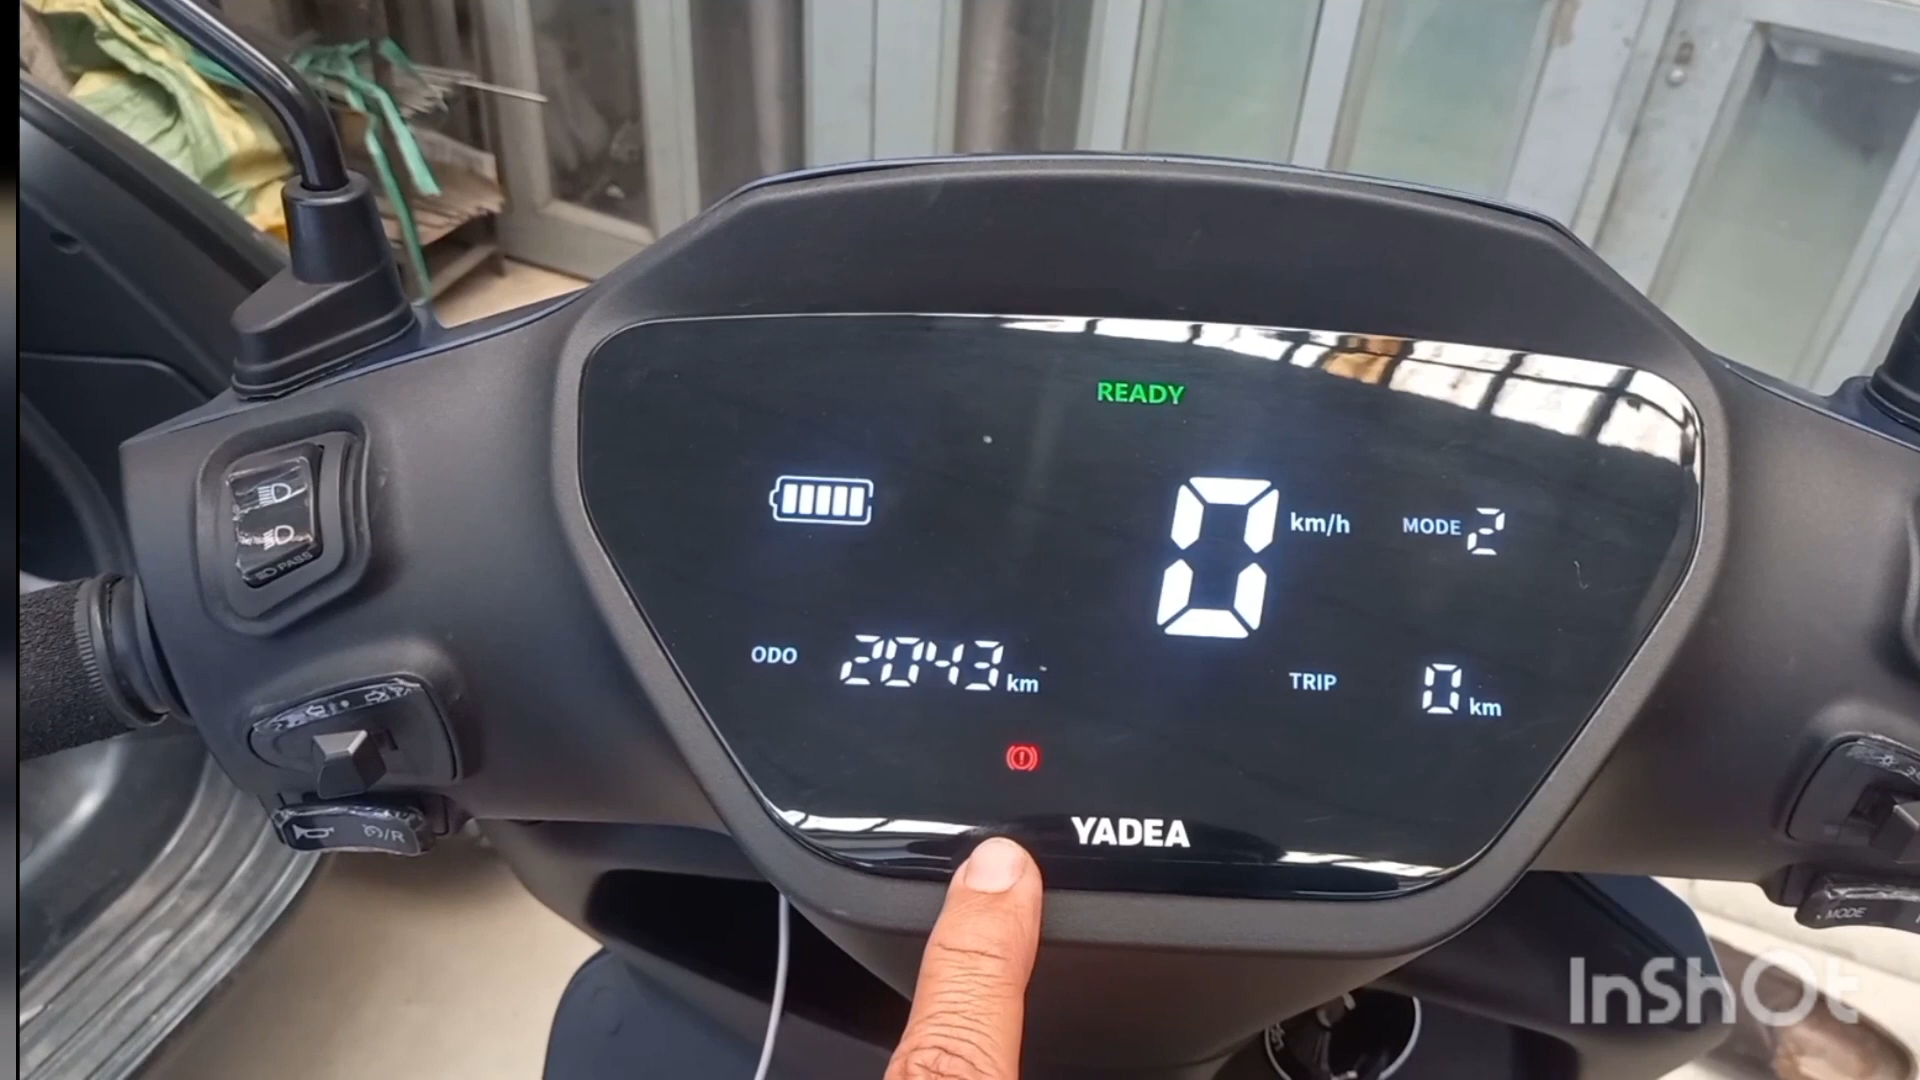 READY
0 km/h
MODE 2
ODO 2043 km
TRIP 0 km
YADEA
PASS
/R
MODE
InShOt